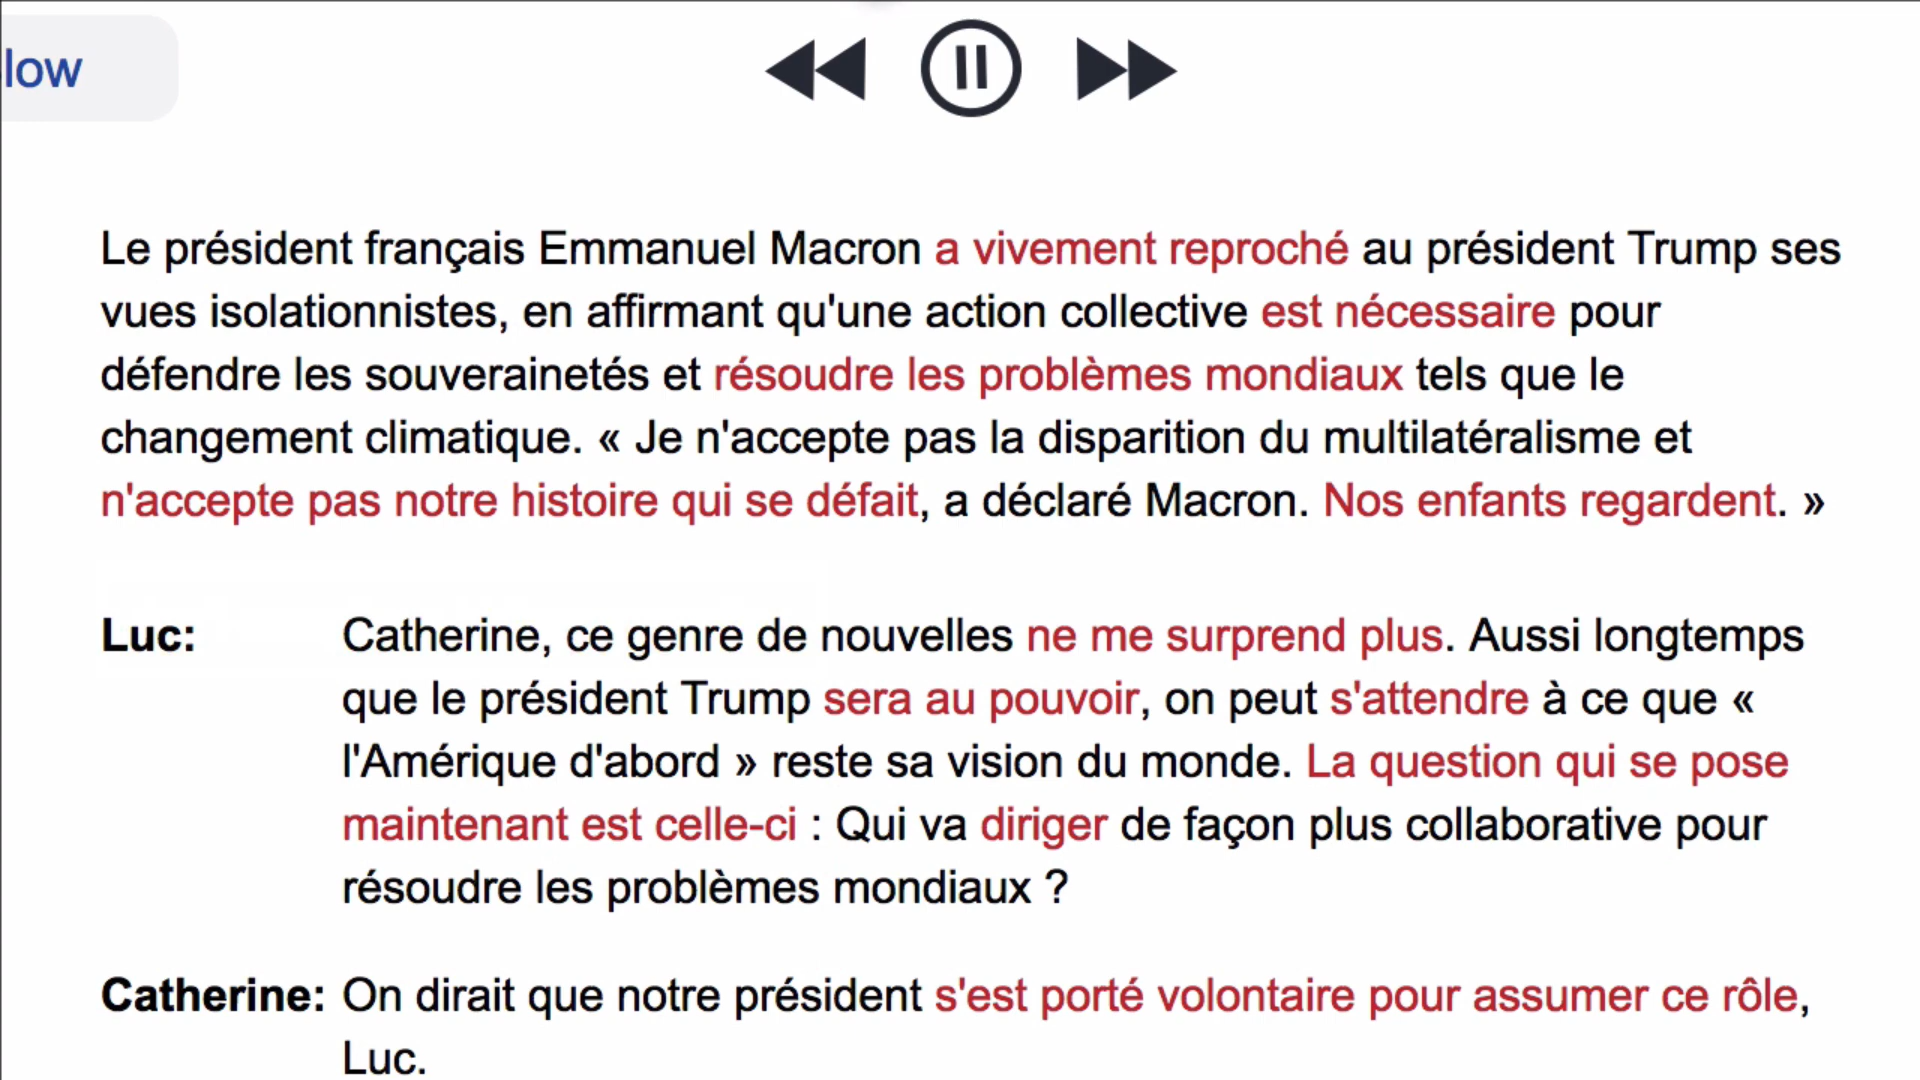 low
Le président français Emmanuel Macron a vivement reproché au président Trump ses
vues isolationnistes, en affirmant qu'une action collective est nécessaire pour
défendre les souverainetés et résoudre les problèmes mondiaux tels que le
changement climatique. « Je n'accepte pas la disparition du multilatéralisme et
n'accepte pas notre histoire qui se défait, a déclaré Macron. Nos enfants regardent. »
Luc: Catherine, ce genre de nouvelles ne me surprend plus. Aussi longtemps
que le président Trump sera au pouvoir, on peut s'attendre à ce que «
l'Amérique d'abord » reste sa vision du monde. La question qui se pose
maintenant est celle-ci : Qui va diriger de façon plus collaborative pour
résoudre les problèmes mondiaux ?
Catherine: On dirait que notre président s'est porté volontaire pour assumer ce rôle,
Luc.